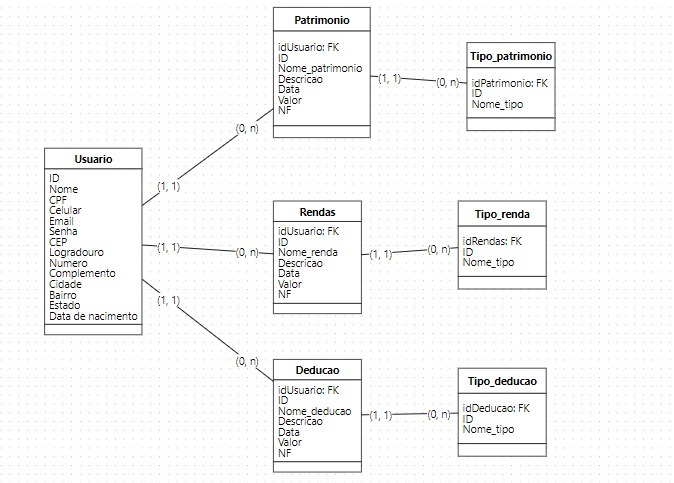 Patrimonio
idUsuario: FK
ID
Nome_patrimonio
Descricao
Data
Valor
NF
(1, 1)
(0, n)
Tipo_patrimonio
idPatrimonio: FK
ID
Nome_tipo
(0, n)
(1, 1)
Usuario
ID
Nome
CPF
Celular
Email
Senha
CEP
Logradouro
Numero
Complemento
Cidade
Bairro
Estado
Data de nacimento
(1, 1)
(0, n)
Rendas
idUsuario: FK
ID
Nome_renda
Descricao
Data
Valor
NF
(1, 1)
(0, n)
Tipo_renda
idRendas: FK
ID
Nome_tipo
(1, 1)
(0, n)
Deducao
idUsuario: FK
ID
Nome_deducao
Descricao
Data
Valor
NF
(1, 1)
(0, n)
Tipo_deducao
idDeducao: FK
ID
Nome_tipo